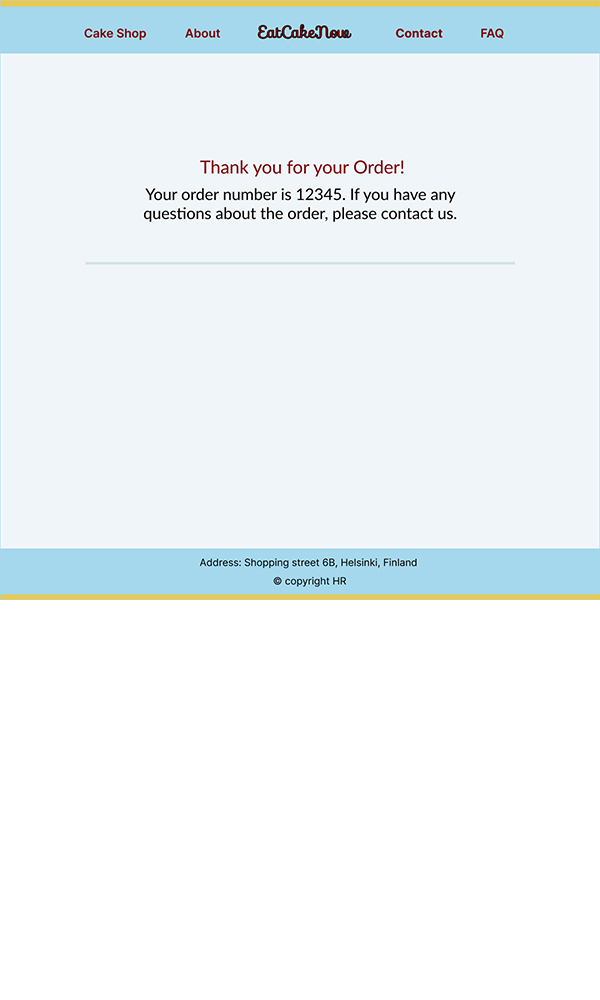 Cake Shop About EatCakeNow Contact FAQ
Thank you for your Order!
Your order number is 12345. If you have any
questions about the order, please contact us.
Address: Shopping street 6B, Helsinki, Finland
© copyright HR